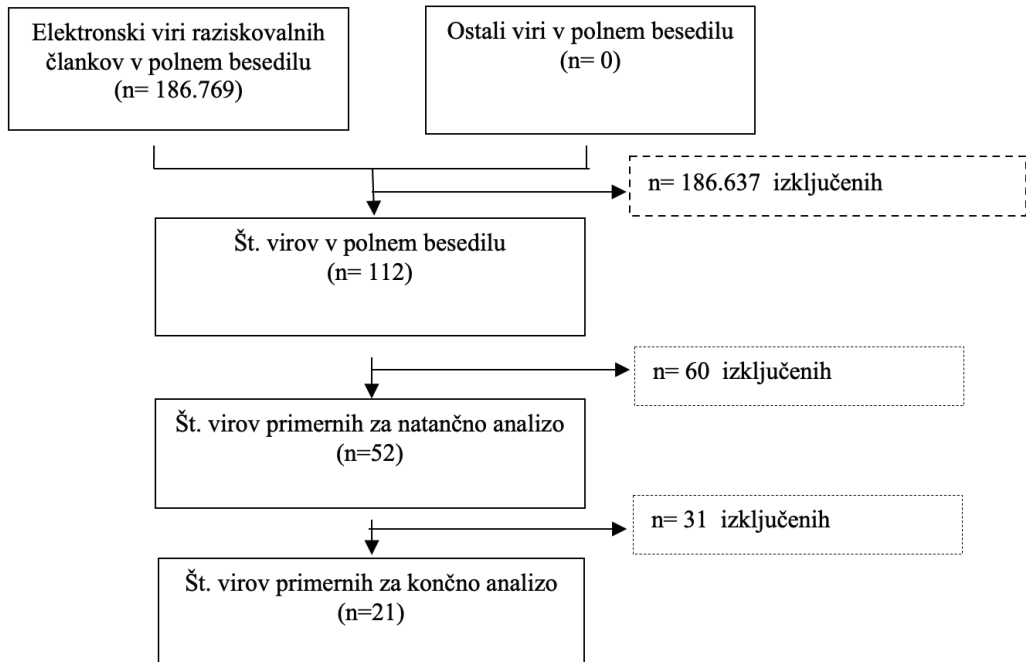 Elektronski viri raziskovalnih
člankov v polnem besedilu
(n= 186.769)
Ostali viri v polnem besedilu
(n= 0)
n= 186.637 izključenih
Št. virov v polnem besedilu
(n= 112)
n= 60 izključenih
Št. virov primernih za natančno analizo
(n=52)
n= 31 izključenih
Št. virov primernih za končno analizo
(n=21)